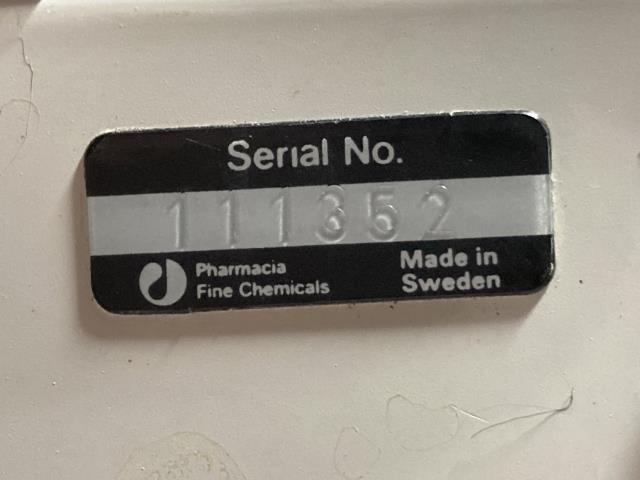 Serial No.
111352
Pharmacia
Fine Chemicals
Made in
Sweden